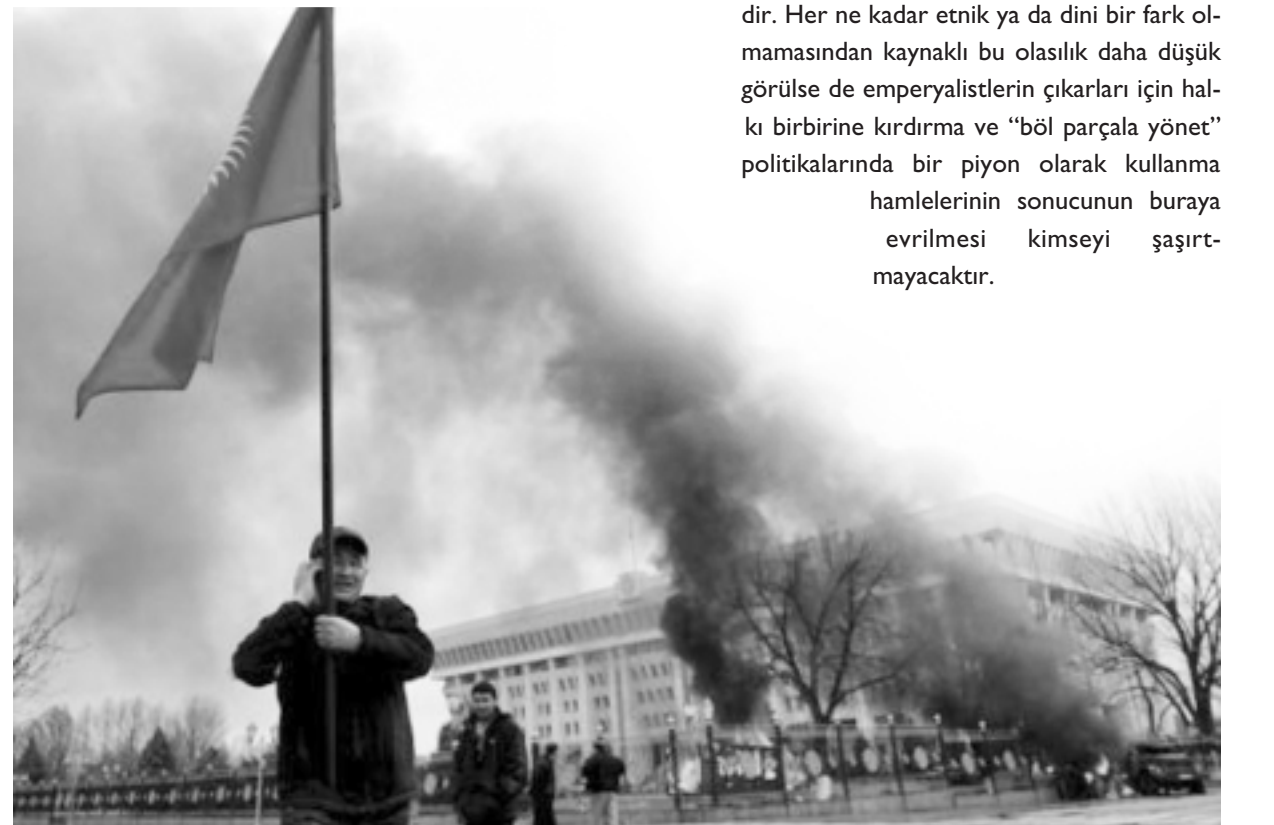 dir. Her ne kadar etnik ya da dini bir fark ol-
mamasından kaynaklı bu olasılık daha düşük
görülse de emperyalistlerin çıkarları için hal-
kı birbirine kırdırma ve “böl parçala yönet”
politikalarında bir piyon olarak kullanma
hamlelerinin sonucunun buraya
evrilmesi kimseyi şaşırt-
mayacaktır.